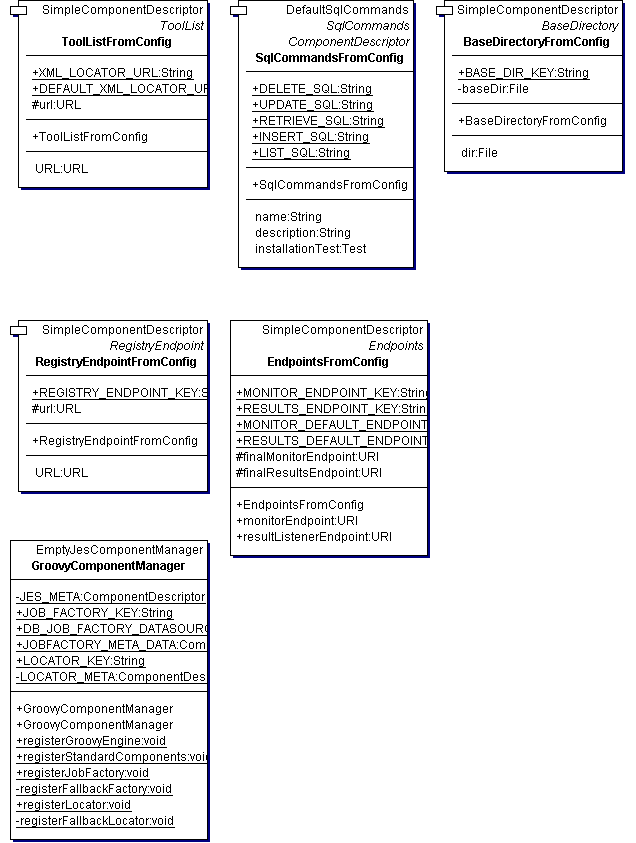 SimpleComponentDescriptor
ToolList
ToolListFromConfig
+XML_LOCATOR_URL:String
+DEFAULT_XML_LOCATOR_UR
#url:URL
+ToolListFromConfig
URL:URL
DefaultSqlCommands
SqlCommands
ComponentDescriptor
SqlCommandsFromConfig
+DELETE_SQL:String
+UPDATE_SQL:String
+RETRIEVE_SQL:String
+INSERT_SQL:String
+LIST_SQL:String
+SqlCommandsFromConfig
name:String
description:String
installationTest:Test
SimpleComponentDescriptor
BaseDirectory
BaseDirectoryFromConfig
+BASE_DIR_KEY:String
-baseDir:File
+BaseDirectoryFromConfig
dir:File
SimpleComponentDescriptor
RegistryEndpoint
RegistryEndpointFromConfig
+REGISTRY_ENDPOINT_KEY:S
#url:URL
+RegistryEndpointFromConfig
URL:URL
SimpleComponentDescriptor
Endpoints
EndpointsFromConfig
+MONITOR_ENDPOINT_KEY:String
+RESULTS_ENDPOINT_KEY:String
+MONITOR_DEFAULT_ENDPOINT
+RESULTS_DEFAULT_ENDPOINT
#finalMonitorEndpoint:URI
#finalResultsEndpoint:URI
+EndpointsFromConfig
+monitorEndpoint:URI
+resultListenerEndpoint:URI
EmptyJesComponentManager
GroovyComponentManager
-JES_META:ComponentDescriptor
+JOB_FACTORY_KEY:String
+DB_JOB_FACTORY_DATASOURC
+JOBFACTORY_META_DATA:Com
+LOCATOR_KEY:String
-LOCATOR_META:ComponentDes
+GroovyComponentManager
+GroovyComponentManager
+registerGroovyEngine:void
+registerStandardComponents:void
+registerJobFactory:void
-registerFallbackFactory:void
+registerLocator:void
-registerFallbackLocator:void